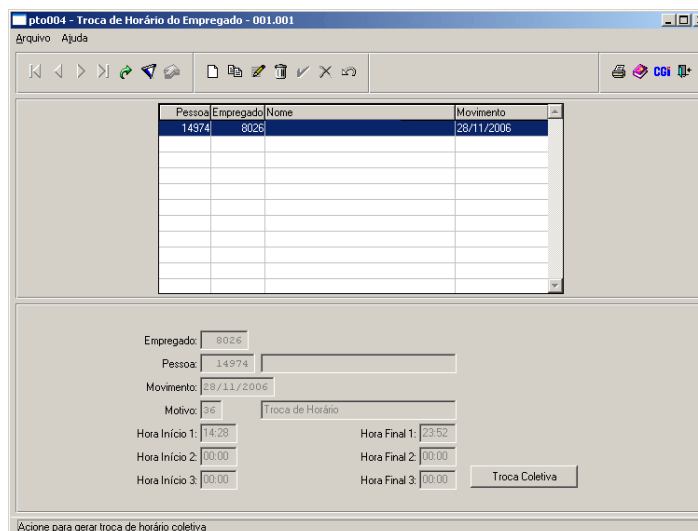 pto004 - Troca de Horário do Empregado - 001.001
Arquivo Ajuda
CGi
Pessoa Empregado Nome Movimento
14974 8026 28/11/2006
Empregado: 8026
Pessoa: 14974
Movimento: 28/11/2006
Motivo: 36 Troca de Horário
Hora Início 1: 14:28 Hora Final 1: 23:52
Hora Início 2: 00:00 Hora Final 2: 00:00
Hora Início 3: 00:00 Hora Final 3: 00:00 Troca Coletiva
Acione para gerar troca de horário coletiva